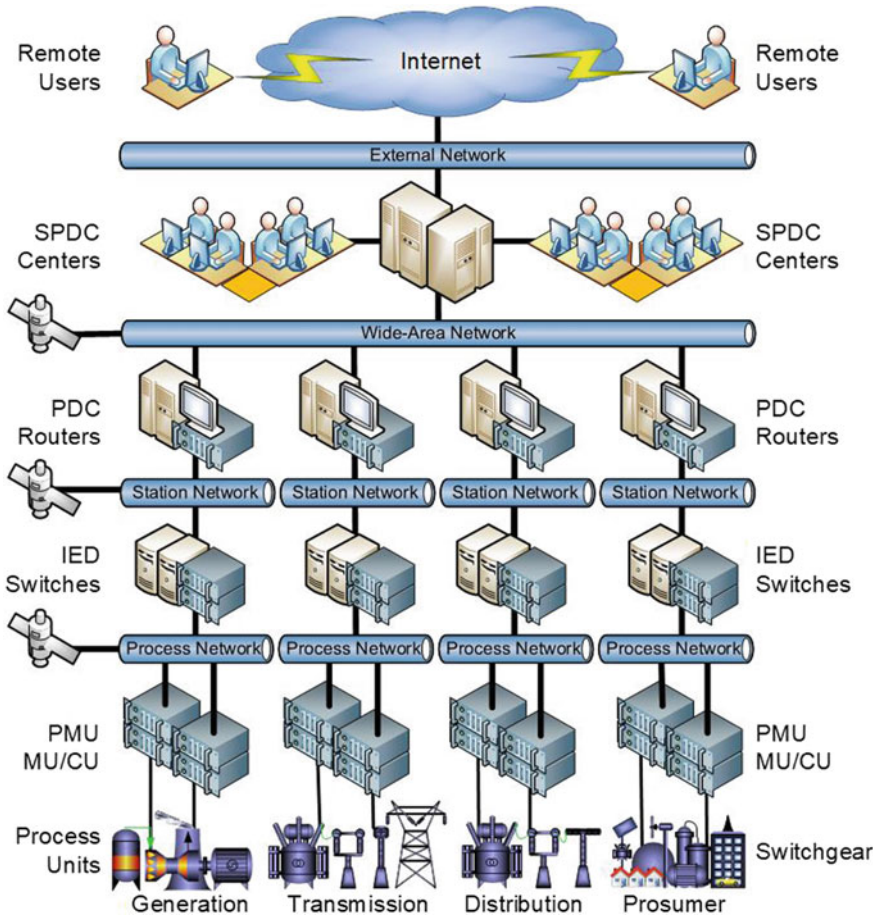 Remote
Users
Internet
Remote
Users
External Network
SPDC
Centers
SPDC
Centers
Wide-Area Network
PDC
Routers
PDC
Routers
Station Network
Station Network
Station Network
Station Network
IED
Switches
IED
Switches
Process Network
Process Network
Process Network
Process Network
PMU
MU/CU
PMU
MU/CU
Process
Units
Switchgear
Generation
Transmission
Distribution
Prosumer